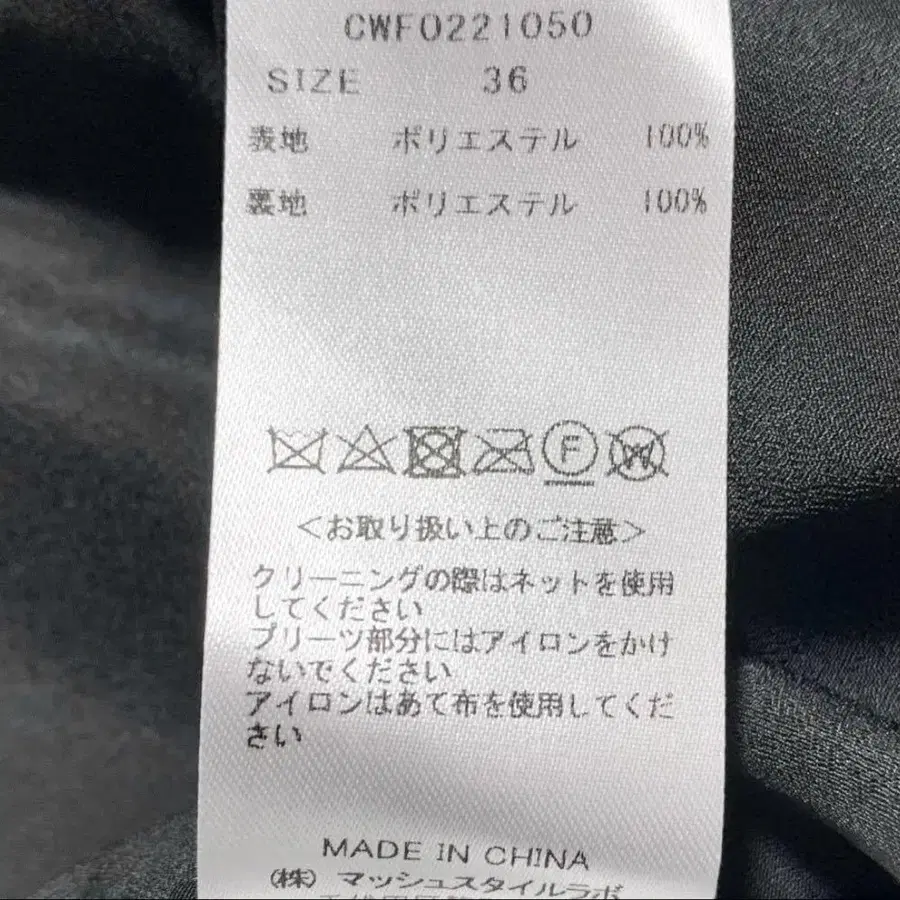 CWF0221050
SIZE 36
表地 ポリエステル 100%
裏地 ポリエステル 100%
F W
＜お取り扱い上のご注意＞
クリーニングの際はネットを使用
してください
プリーツ部分にはアイロンをかけ
ないでください
アイロンはあて布を使用してくだ
さい
MADE IN CHINA
(株) マッシュスタイルラボ